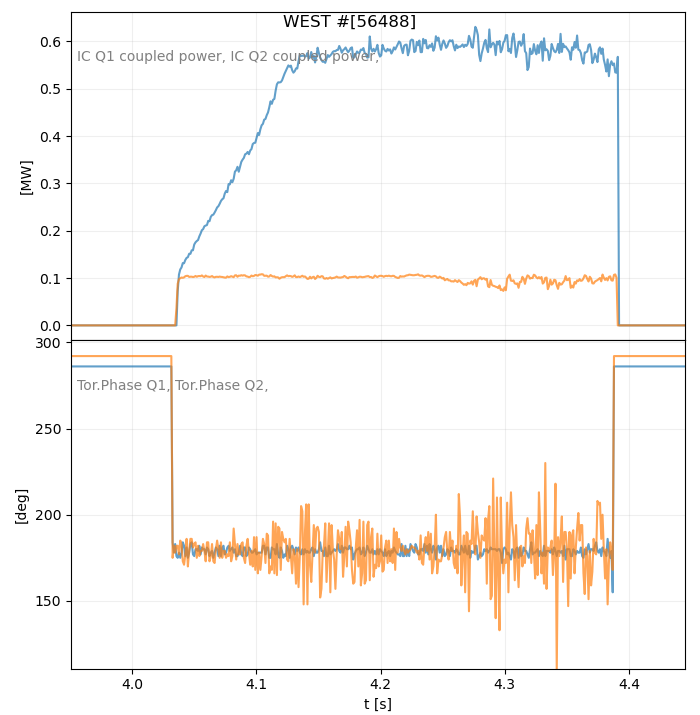 WEST #[56488]
IC Q1 coupled power, IC Q2 coupled power,
0.6
0.5
0.4
0.3
0.2
0.1
0.0
[MW]
Tor.Phase Q1, Tor.Phase Q2,
300
250
200
150
[deg]
4.0 4.1 4.2 4.3 4.4
t [s]